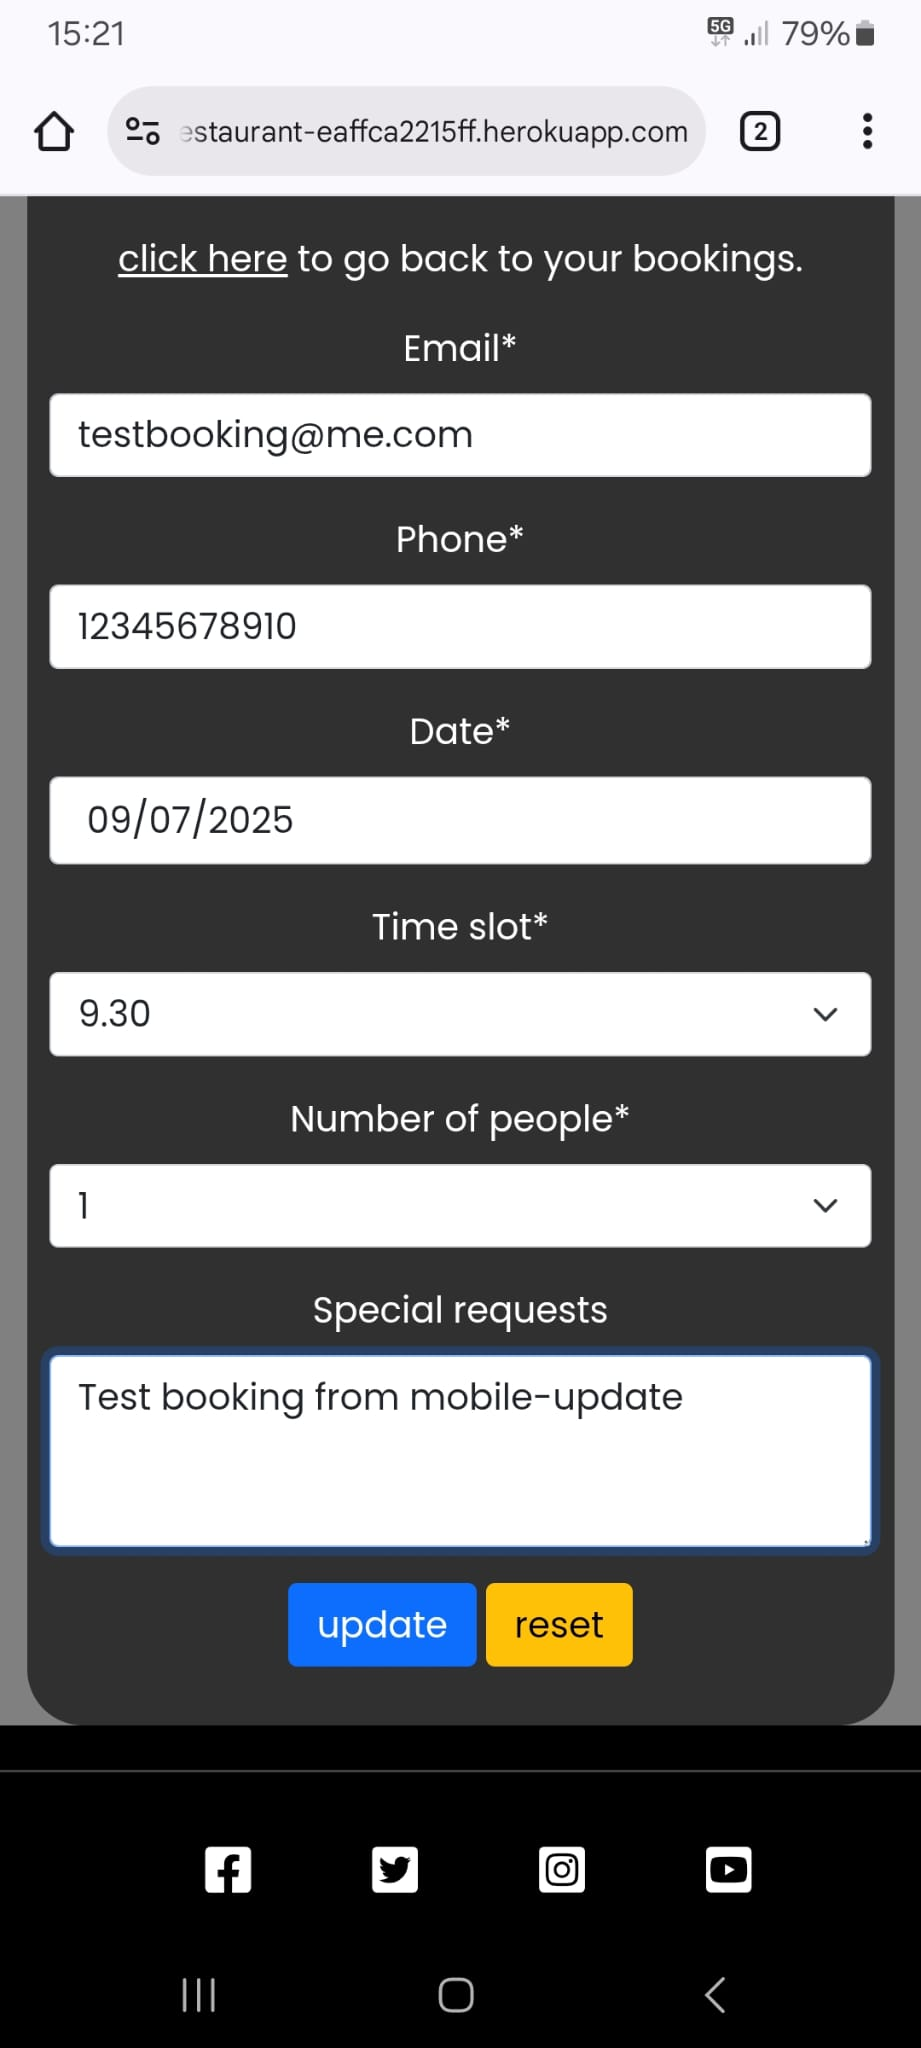 15:21
5G
79%
estaurant-eaffca2215ff.herokuapp.com
2
click here to go back to your bookings.
Email*
testbooking@me.com
Phone*
12345678910
Date*
09/07/2025
Time slot*
9.30
Number of people*
1
Special requests
Test booking from mobile-update
update
reset